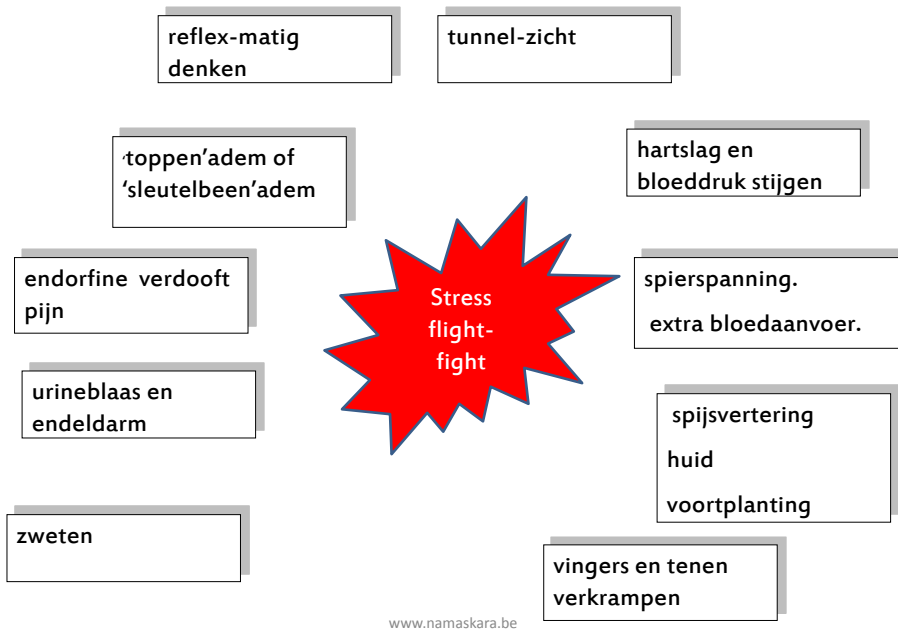 reflex-matig
denken
tunnel-zicht
‘toppen’adem of
‘sleutelbeen’adem
hartslag en
bloeddruk stijgen
endorfine verdooft
pijn
Stress
flight-
fight
spierspanning.
extra bloedaanvoer.
urineblaas en
endeldarm
spijsvertering
huid
voortplanting
zweten
vingers en tenen
verkrampen
www.namaskara.be